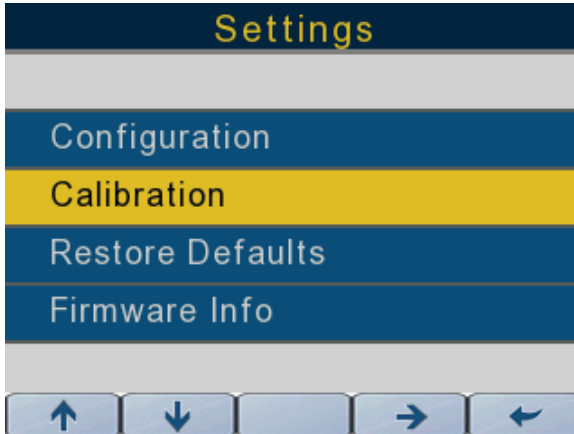 Settings
Configuration
Calibration
Restore Defaults
Firmware Info